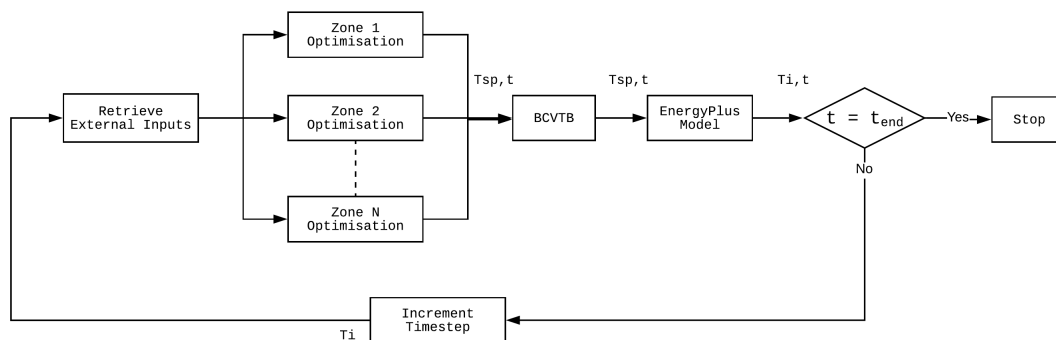 Zone 1
Optimisation
Tsp,t
Tsp,t
Ti,t
Retrieve
External Inputs
Zone 2
Optimisation
BCVTB
EnergyPlus
Model
t = tend
Yes
Stop
No
Zone N
Optimisation
Increment
Timestep
Ti